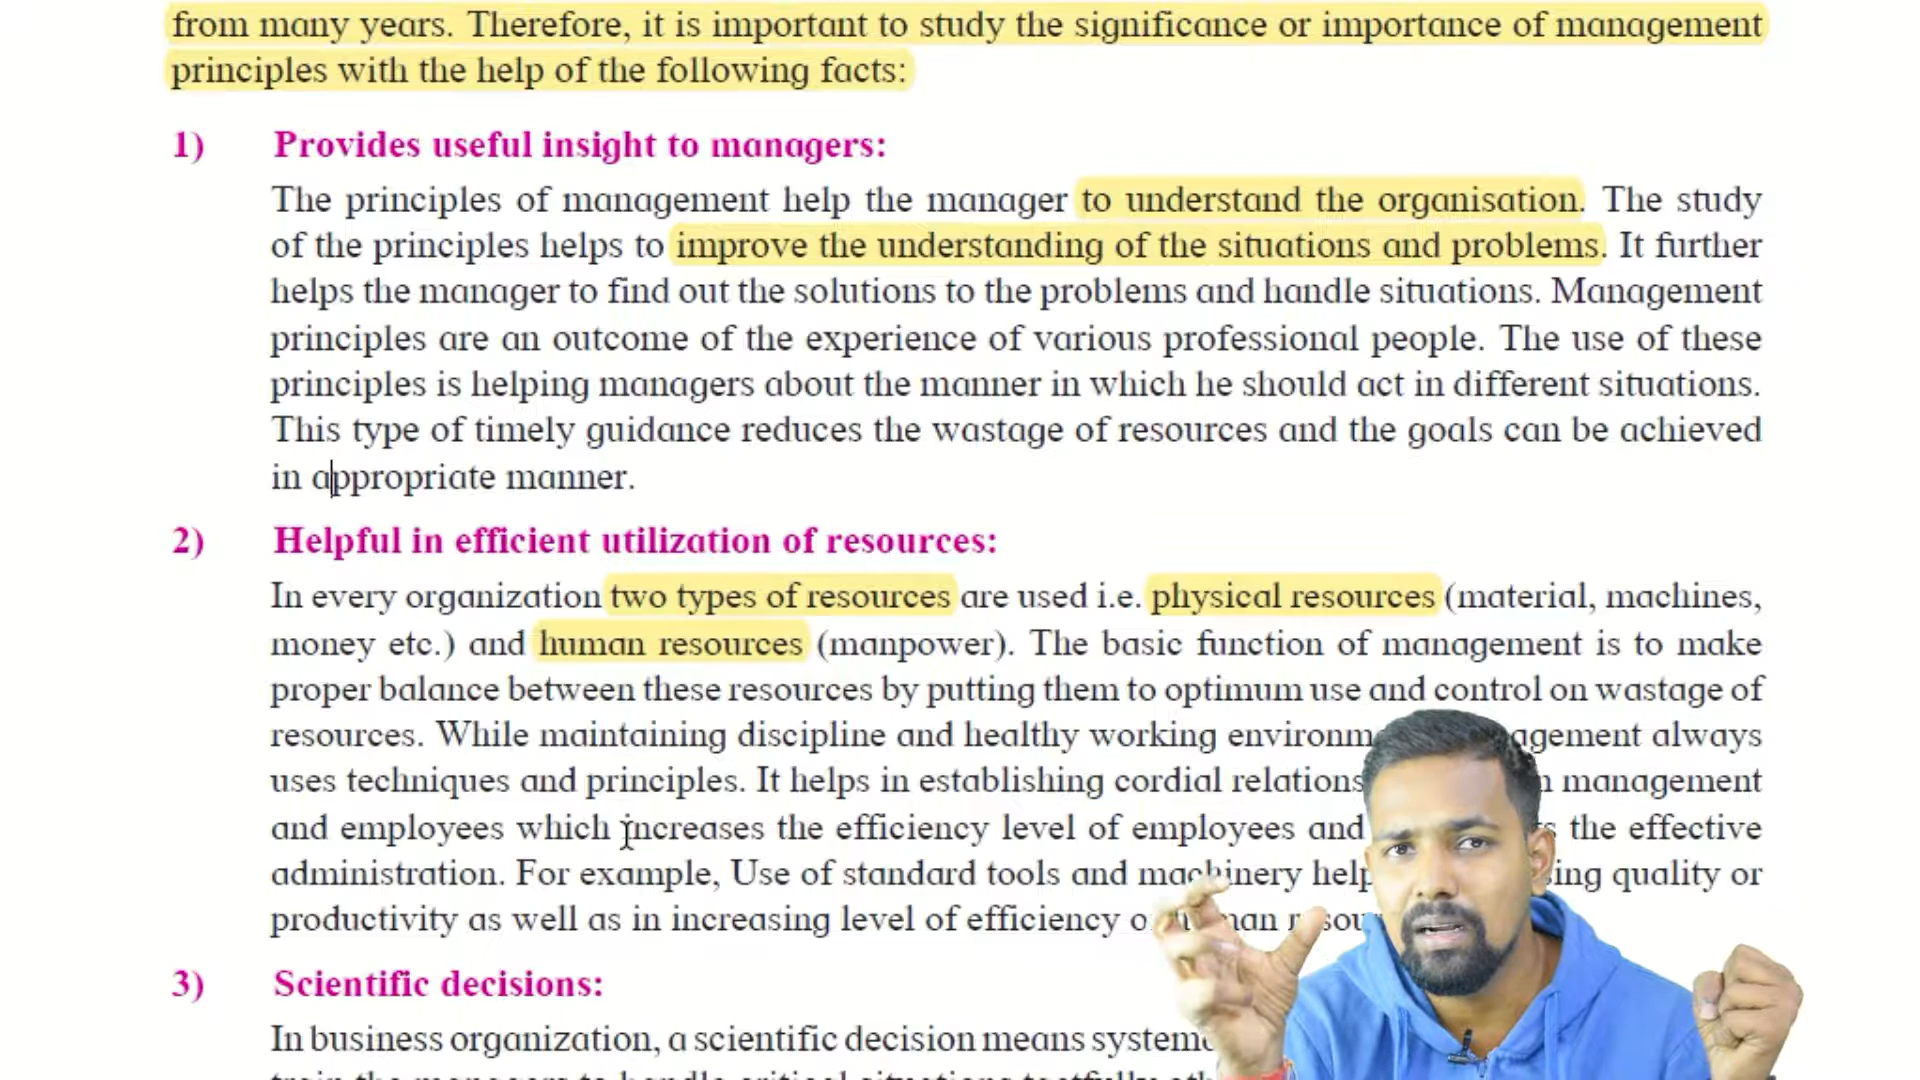 from many years. Therefore, it is important to study the significance or importance of management
principles with the help of the following facts:
1) Provides useful insight to managers:
The principles of management help the manager to understand the organisation. The study
of the principles helps to improve the understanding of the situations and problems. It further
helps the manager to find out the solutions to the problems and handle situations. Management
principles are an outcome of the experience of various professional people. The use of these
principles is helping managers about the manner in which he should act in different situations.
This type of timely guidance reduces the wastage of resources and the goals can be achieved
in appropriate manner.
2) Helpful in efficient utilization of resources:
In every organization two types of resources are used i.e. physical resources (material, machines,
money etc.) and human resources (manpower). The basic function of management is to make
proper balance between these resources by putting them to optimum use and control on wastage of
resources. While maintaining discipline and healthy working always
uses techniques and principles. It helps in establishing cordial management
and employees which increases the efficiency level of employees and the effective
administration. For example, Use of standard tools and machinery quality or
productivity as well as in increasing level of efficiency
3) Scientific decisions:
In business organization, a scientific decision means